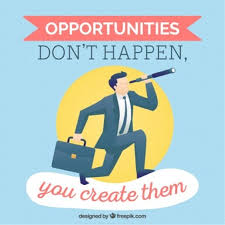 OPPORTUNITIES
DON'T HAPPEN,
you create them
designed by freepik.com